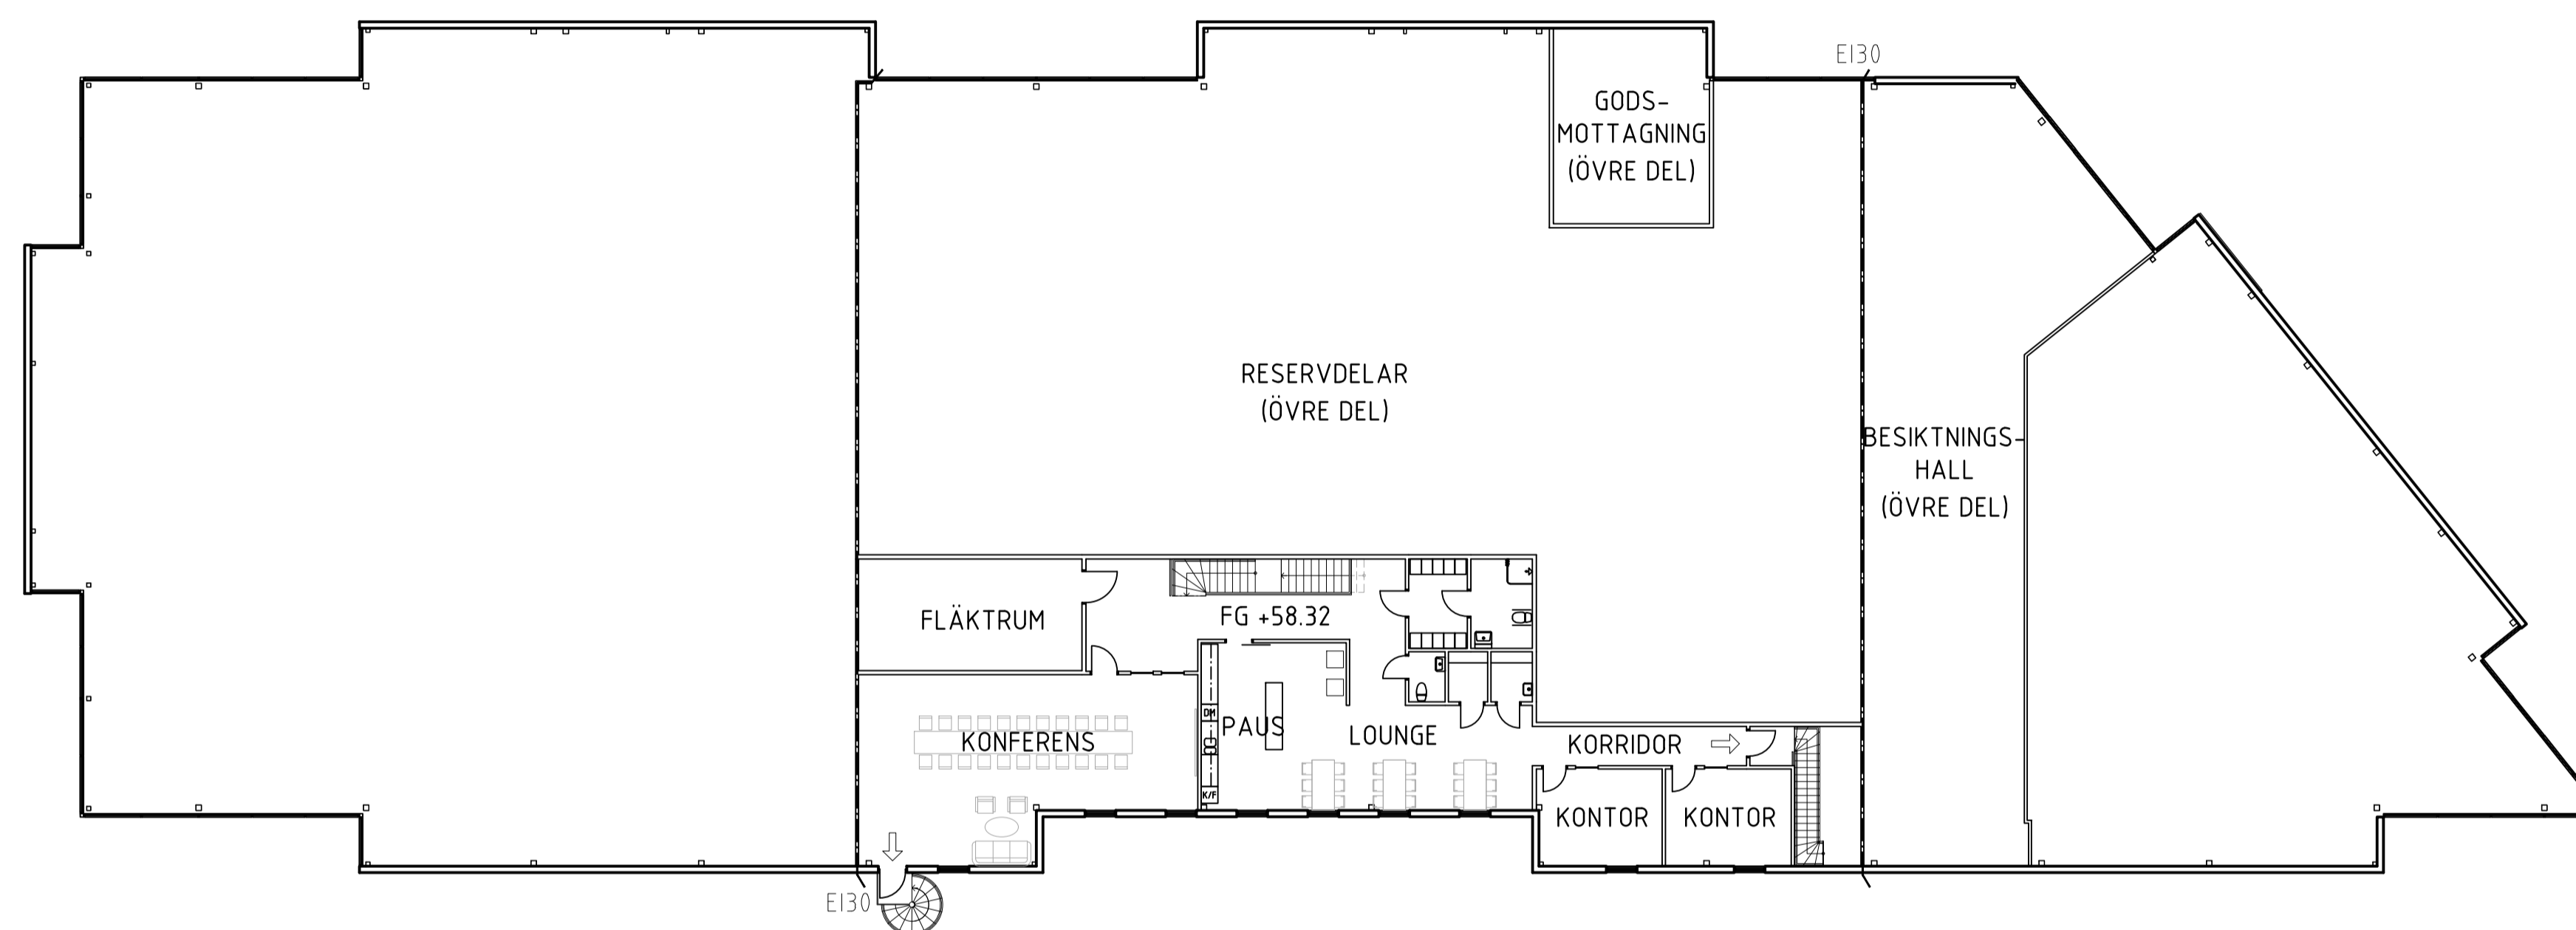 EI30
GODS-
MOTTAGNING
(ÖVRE DEL)
RESERVDELAR
(ÖVRE DEL)
BESIKTNINGS-
HALL
(ÖVRE DEL)
FLÄKTRUM
FG +58.32
DM
PAUS
LOUNGE
KONFERENS
KORRIDOR
K/F
KONTOR
KONTOR
EI30